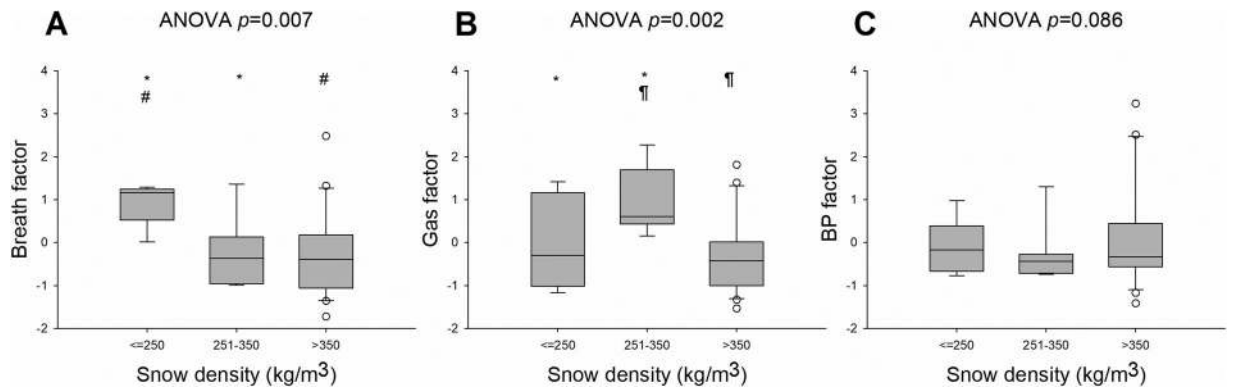 A ANOVA p=0.007
* * #
#
4
3
2
1
0
-1
-2
Breath factor
<=250 251-350 >350
Snow density (kg/m³)
B ANOVA p=0.002
* * ¶
¶
4
3
2
1
0
-1
-2
Gas factor
<=250 251-350 >350
Snow density (kg/m³)
C ANOVA p=0.086
4
3
2
1
0
-1
-2
BP factor
<=250 251-350 >350
Snow density (kg/m³)